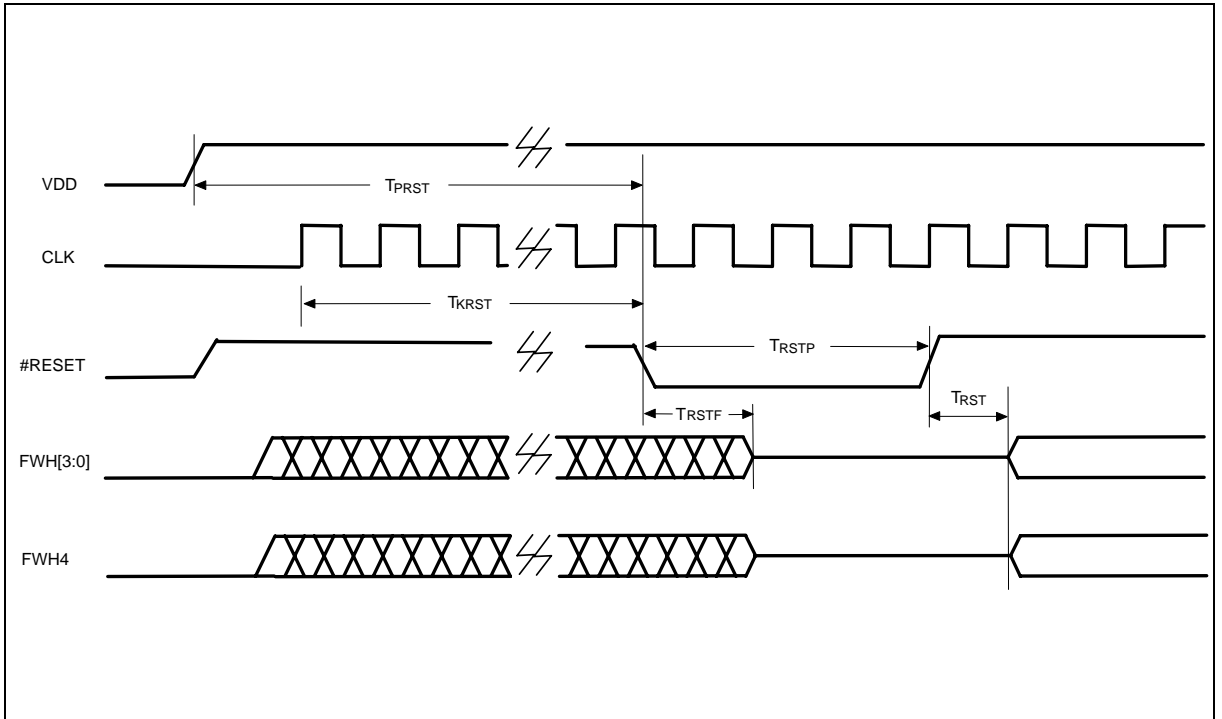 VDD
TPRST
CLK
TKRST
#RESET
TRSTP
TRST
TRSTF
FWH[3:0]
FWH4